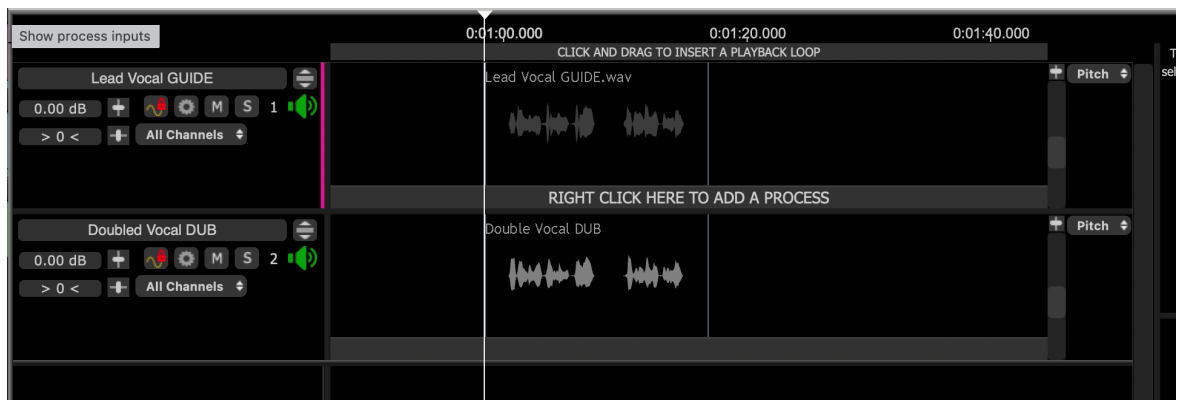 Show process inputs
0:01:00.000 0:01:20.000 0:01:40.000
CLICK AND DRAG TO INSERT A PLAYBACK LOOP
T
sel
Lead Vocal GUIDE
0.00 dB M S 1
> 0 < All Channels
Lead Vocal GUIDE.wav
Pitch
RIGHT CLICK HERE TO ADD A PROCESS
Doubled Vocal DUB
0.00 dB M S 2
> 0 < All Channels
Double Vocal DUB
Pitch